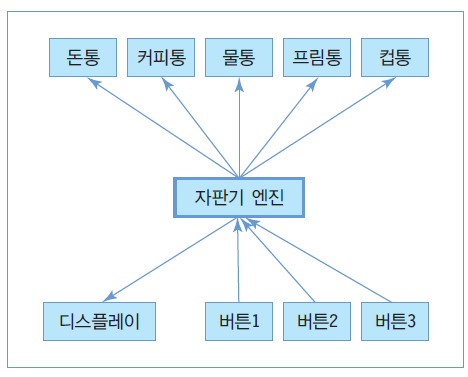 돈통 커피통 물통 프림통 컵통
자판기 엔진
디스플레이 버튼1 버튼2 버튼3